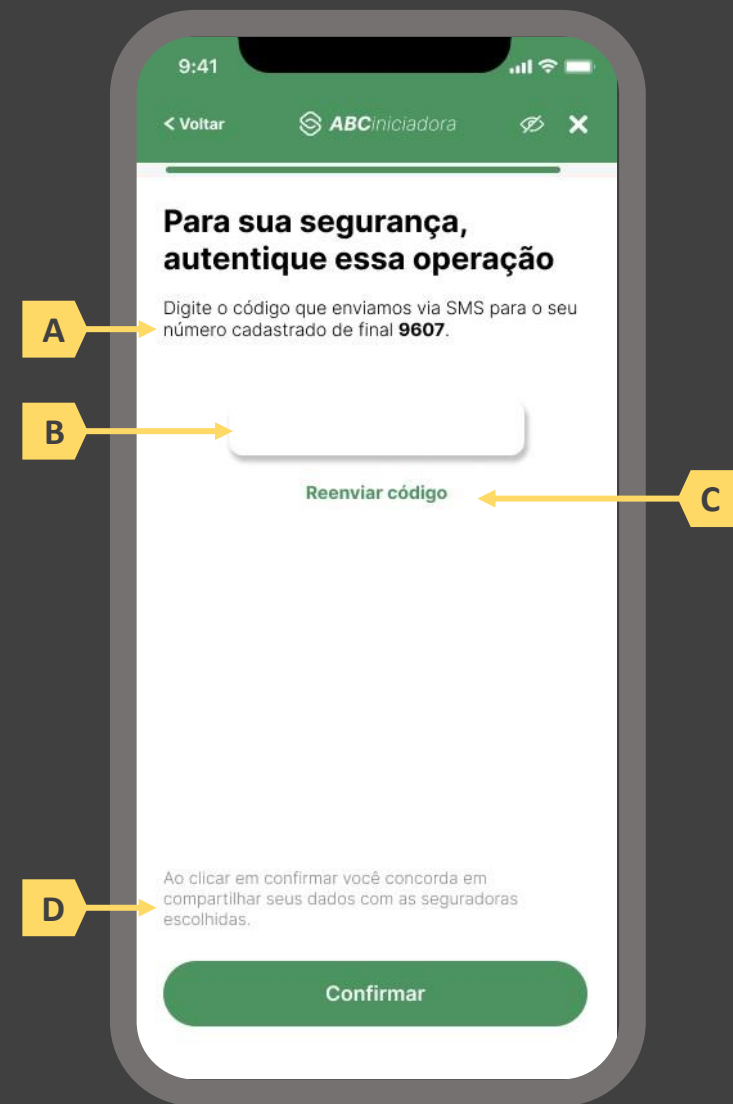 9:41
< Voltar ABCiniciadora
Para sua segurança,
autentique essa operação
Digite o código que enviamos via SMS para o seu
número cadastrado de final 9607.
A
B
Reenviar código
C
Ao clicar em confirmar você concorda em
compartilhar seus dados com as seguradoras
escolhidas.
D
Confirmar